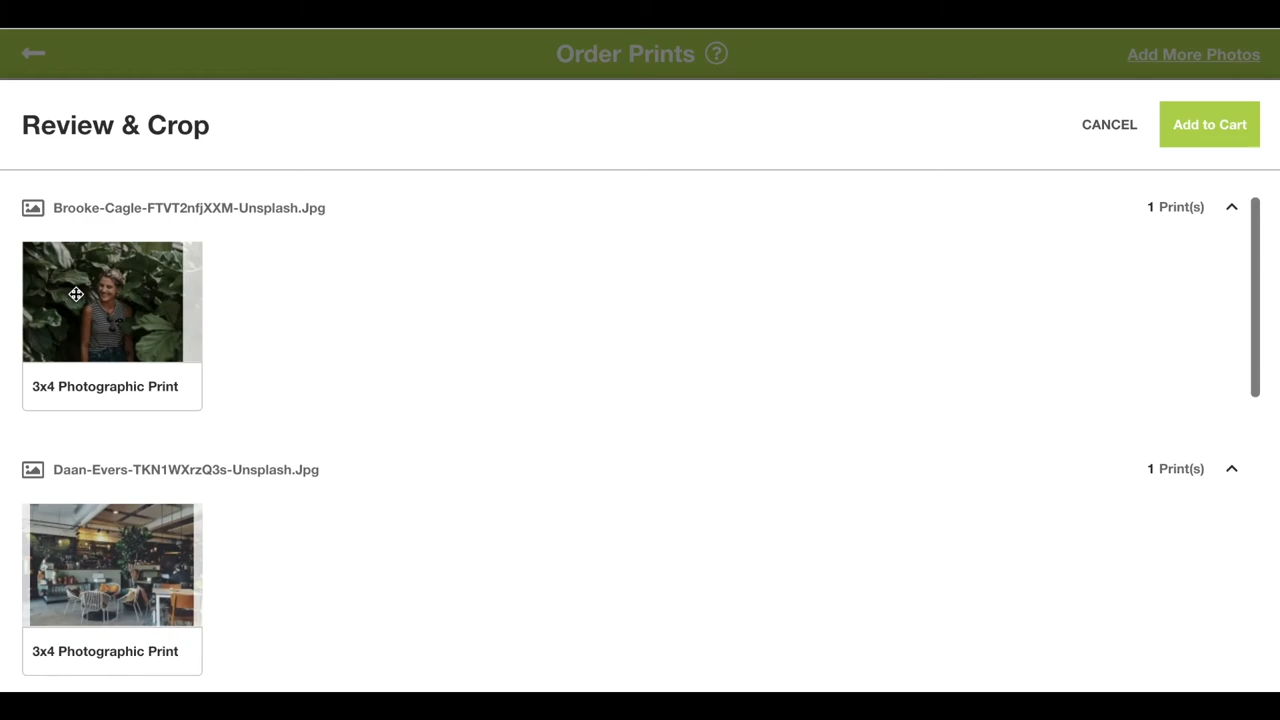 Order Prints ?
Add More Photos
Review & Crop
CANCEL
Add to Cart
Brooke-Cagle-FTVT2nfjXXM-Unsplash.Jpg
1 Print(s)
3x4 Photographic Print
Daan-Evers-TKN1WXrzQ3s-Unsplash.Jpg
1 Print(s)
3x4 Photographic Print